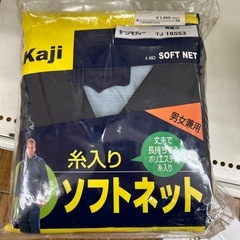 Kaji
TJ 16553
# 483 SOFT NET
男女兼用
糸入り
丈夫で
長持ち
ポリエステル
糸入り
ソフトネット